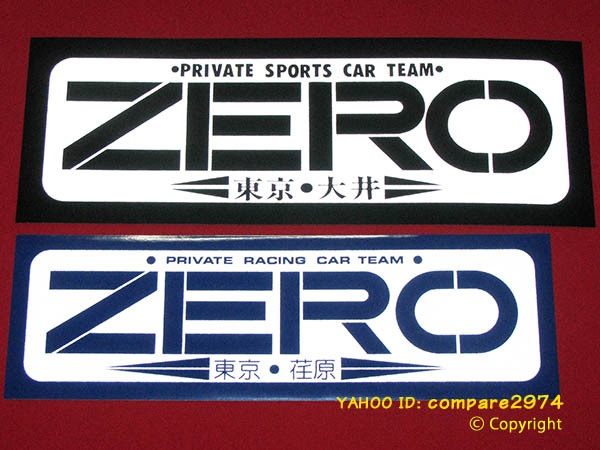 •PRIVATE SPORTS CAR TEAM•
ZERO
東京•大井
• PRIVATE RACING CAR TEAM •
ZERO
東京・荏原
YAHOO ID: compare2974
© Copyright